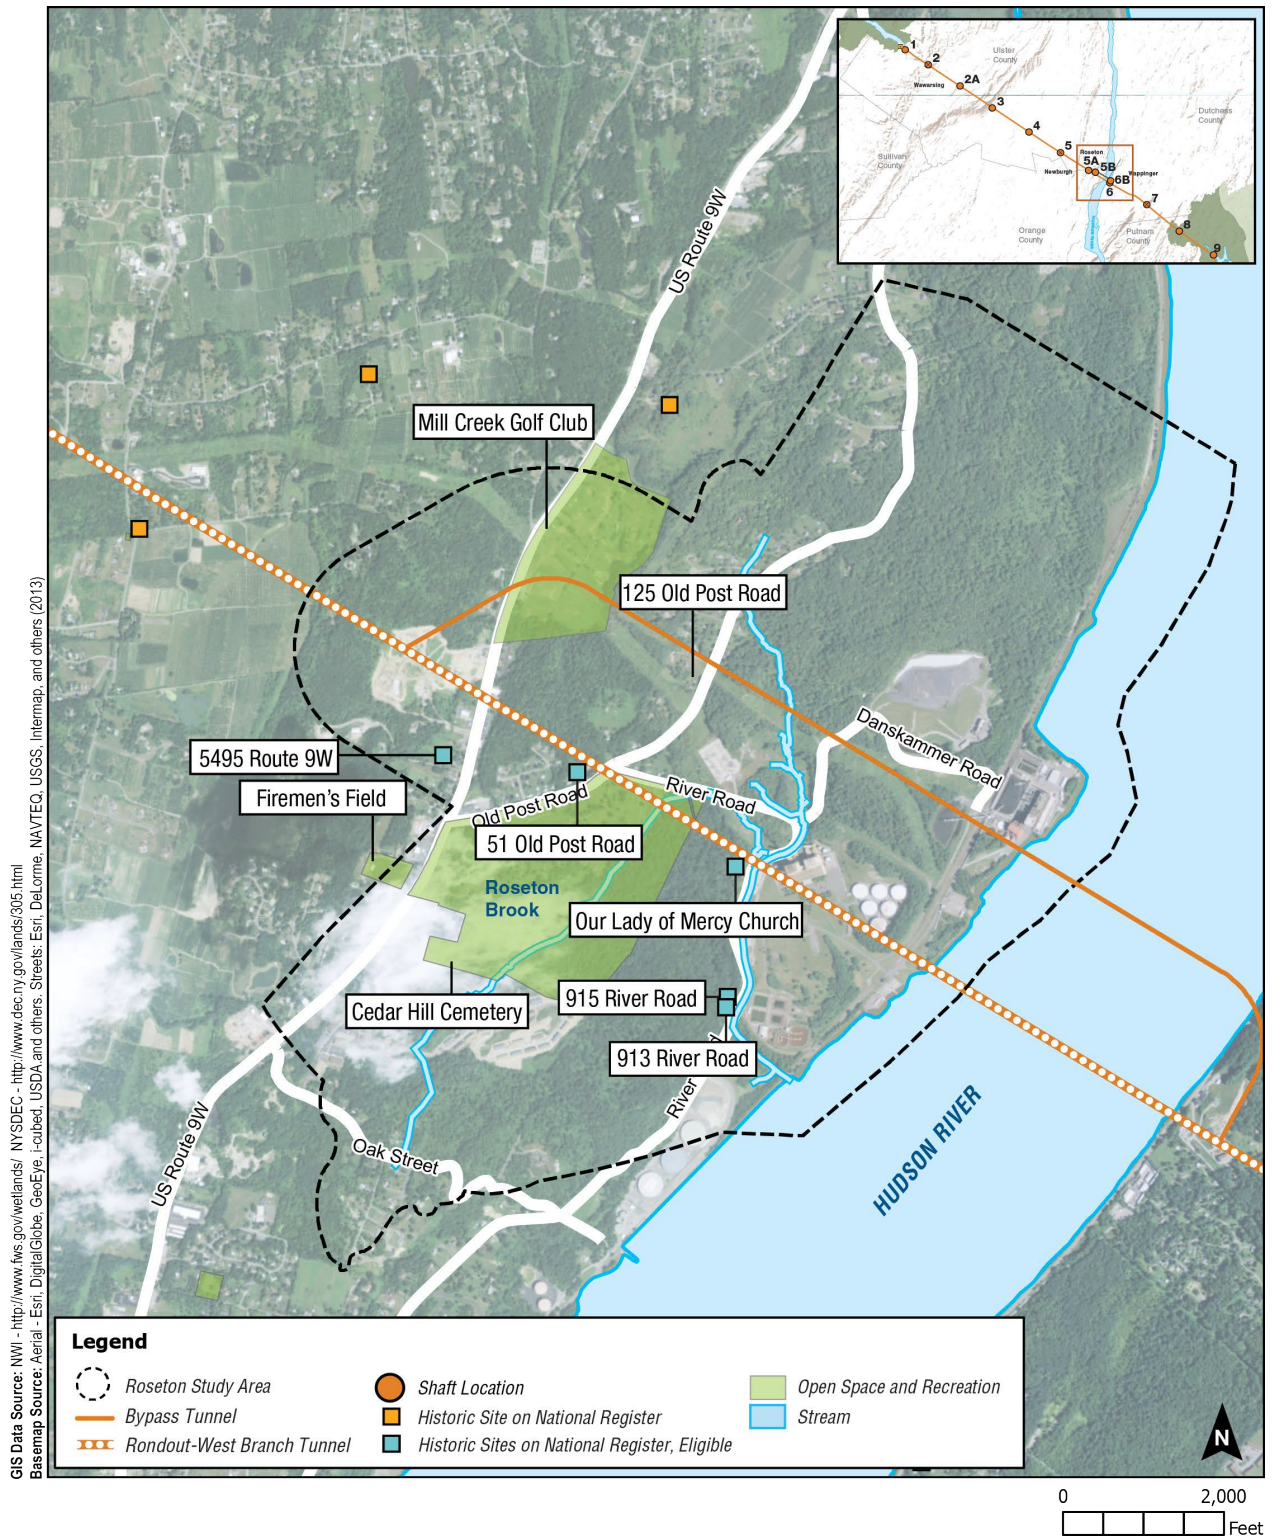 1
Ulster
County
2
2A
Wawarsing
3
Dutchess
County
4
Sullivan
County
5
Roseton
5A
5B
Newburgh
Wappinger
6B
6
7
Orange
County
Putnam
County
8
9
US Route 9W
Mill Creek Golf Club
125 Old Post Road
Danskammer Road
5495 Route 9W
Firemen's Field
River Road
Old Post Road
51 Old Post Road
Roseton
Brook
Our Lady of Mercy Church
915 River Road
Cedar Hill Cemetery
913 River Road
River
HUDSON RIVER
US Route 9W
Oak Street
Legend
Roseton Study Area
Bypass Tunnel
Rondout-West Branch Tunnel
Shaft Location
Historic Site on National Register
Historic Sites on National Register, Eligible
Open Space and Recreation
Stream
N
0 2,000
Feet
GIS Data Source: NWI - http://www.fws.gov/wetlands/ NYSDEC - http://www.dec.ny.gov/lands/305.html
Basemap Source: Aerial - Esri, DigitalGlobe, GeoEye, i-cubed, USDA and others. Streets: Esri, DeLorme, NAVTEQ, USGS, Intermap, and others (2013)